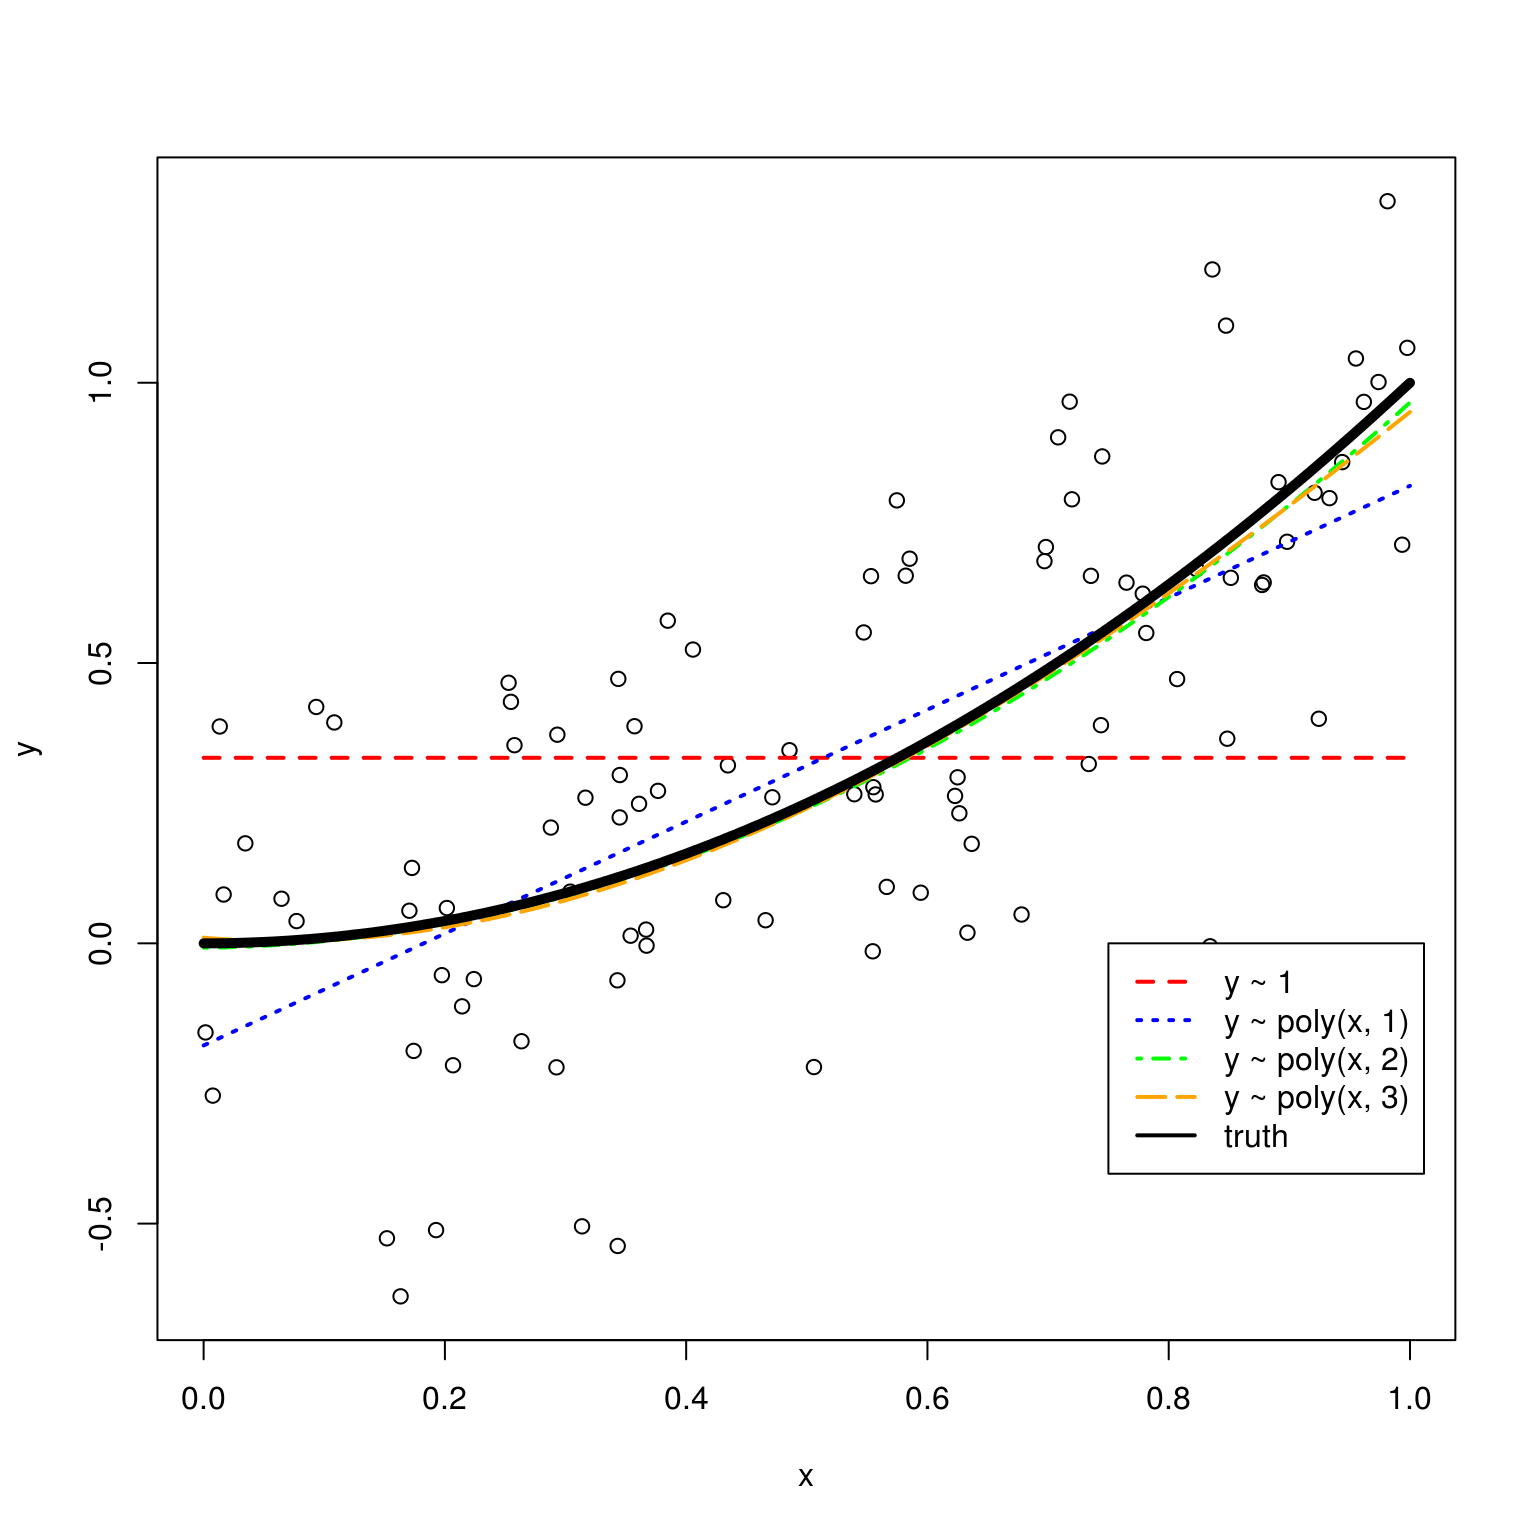 1.0
0.5
0.0
-0.5
y
0.0 0.2 0.4 0.6 0.8 1.0
x
y ~ 1
y ~ poly(x, 1)
y ~ poly(x, 2)
y ~ poly(x, 3)
truth